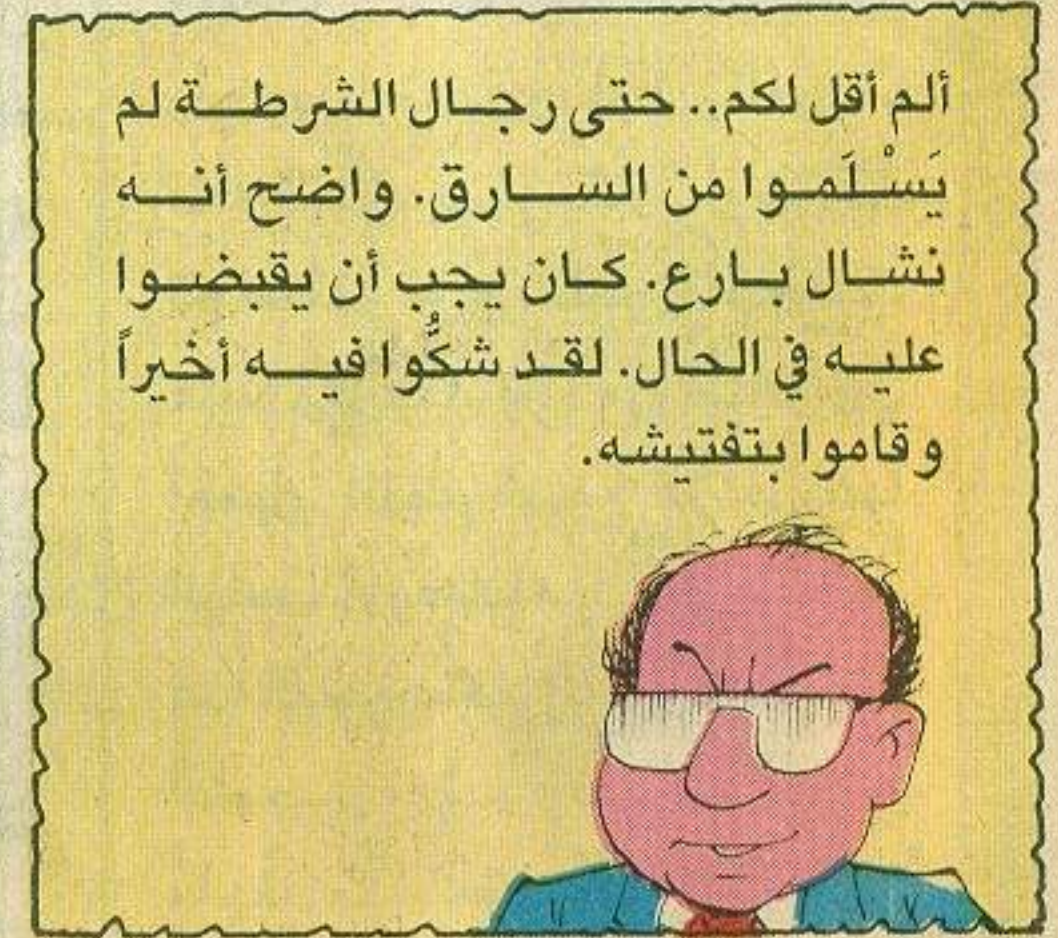 ألم أقل لكم.. حتى رجال الشرطة لم
يَسْلَموا من السارق. واضح أنه
نشال بارع. كان يجب أن يقبضوا
عليه في الحال. لقد شكُّوا فيه أخيراً
وقاموا بتفتيشه.